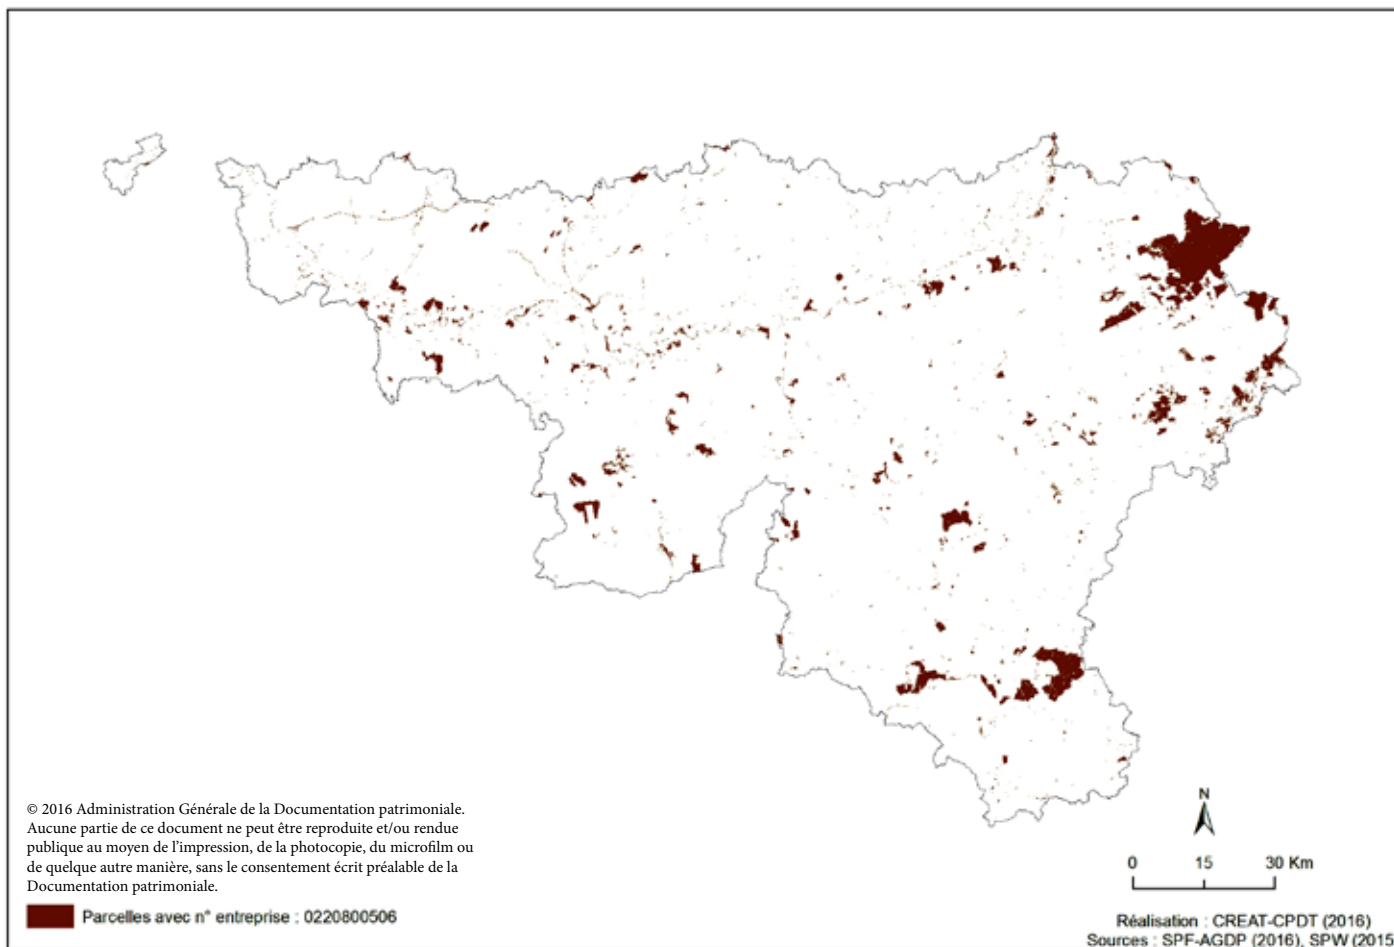 © 2016 Administration Générale de la Documentation patrimoniale.
Aucune partie de ce document ne peut être reproduite et/ou rendue
publique au moyen de l'impression, de la photocopie, du microfilm ou
de quelque autre manière, sans le consentement écrit préalable de la
Documentation patrimoniale.
Parcelles avec n° entreprise : 0220800506
N
0 15 30 Km
Réalisation : CREAT-CPDT (2016)
Sources : SPF-AGDP (2016), SPW (2015